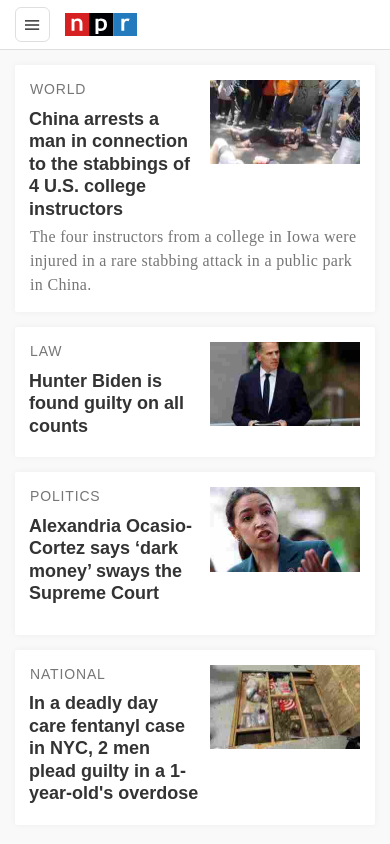 npr
WORLD
China arrests a
man in connection
to the stabbings of
4 U.S. college
instructors
The four instructors from a college in Iowa were
injured in a rare stabbing attack in a public park
in China.
LAW
Hunter Biden is
found guilty on all
counts
POLITICS
Alexandria Ocasio-
Cortez says ‘dark
money’ sways the
Supreme Court
NATIONAL
In a deadly day
care fentanyl case
in NYC, 2 men
plead guilty in a 1-
year-old's overdose